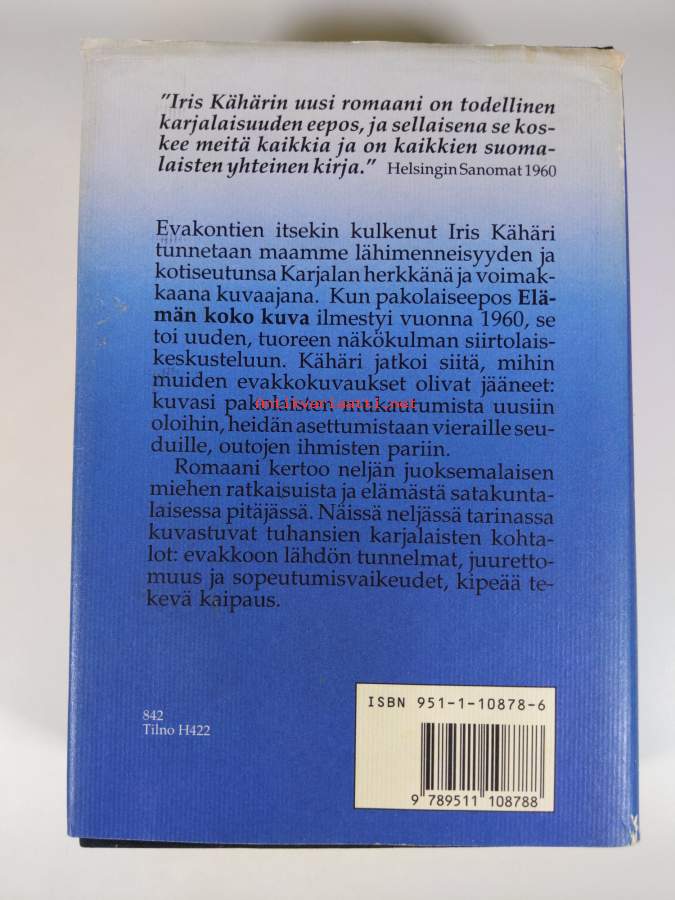 "Iris Kähärin uusi romaani on todellinen
karjalaisuuden eepos, ja sellaisena se kos-
kee meitä kaikkia ja on kaikkien suoma-
laisten yhteinen kirja." Helsingin Sanomat 1960
Evakontien itsekin kulkenut Iris Kähäri
tunnetaan maamme lähimenneisyyden ja
kotiseutunsa Karjalan herkkänä ja voimak-
kaana kuvaajana. Kun pakolaiseepos Elä-
män koko kuva ilmestyi vuonna 1960, se
toi uuden, tuoreen näkökulman siirtolais-
keskusteluun. Kähäri jatkoi siitä, mihin
muiden evakkokuvaukset olivat jääneet:
kuvasi pakolaisten mukautumista uusiin
oloihin, heidän asettumistaan vieraille seu-
duille, outojen ihmisten pariin.
Romaani kertoo neljän juoksemalaisen
miehen ratkaisuista ja elämästä satakunta-
laisessa pitäjässä. Näissä neljässä tarinassa
kuvastuvat tuhansien karjalaisten kohta-
lot: evakkoon lähdön tunnelmat, juuretto-
muus ja sopeutumisvaikeudet, kipeää te-
kevä kaipaus.
ISBN 951-1-10878-6
842
Tilno H422
9 789511 108788